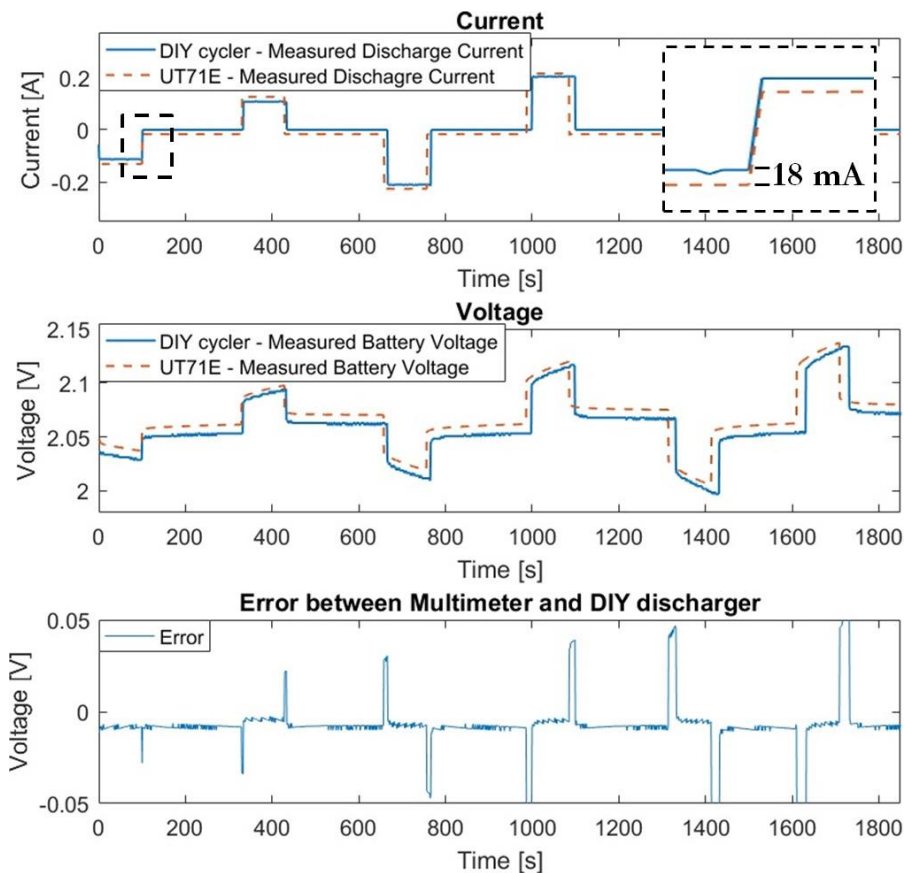 Current
DIY cycler - Measured Discharge Current
UT71E - Measured Dischagre Current
Current [A]
0.2
0
-0.2
18 mA
0 200 400 600 800 1000 1200 1400 1600 1800
Time [s]
Voltage
DIY cycler - Measured Battery Voltage
UT71E - Measured Battery Voltage
Voltage [V]
2.15
2.1
2.05
2
0 200 400 600 800 1000 1200 1400 1600 1800
Time [s]
Error between Multimeter and DIY discharger
Error
Voltage [V]
0.05
0
-0.05
0 200 400 600 800 1000 1200 1400 1600 1800
Time [s]